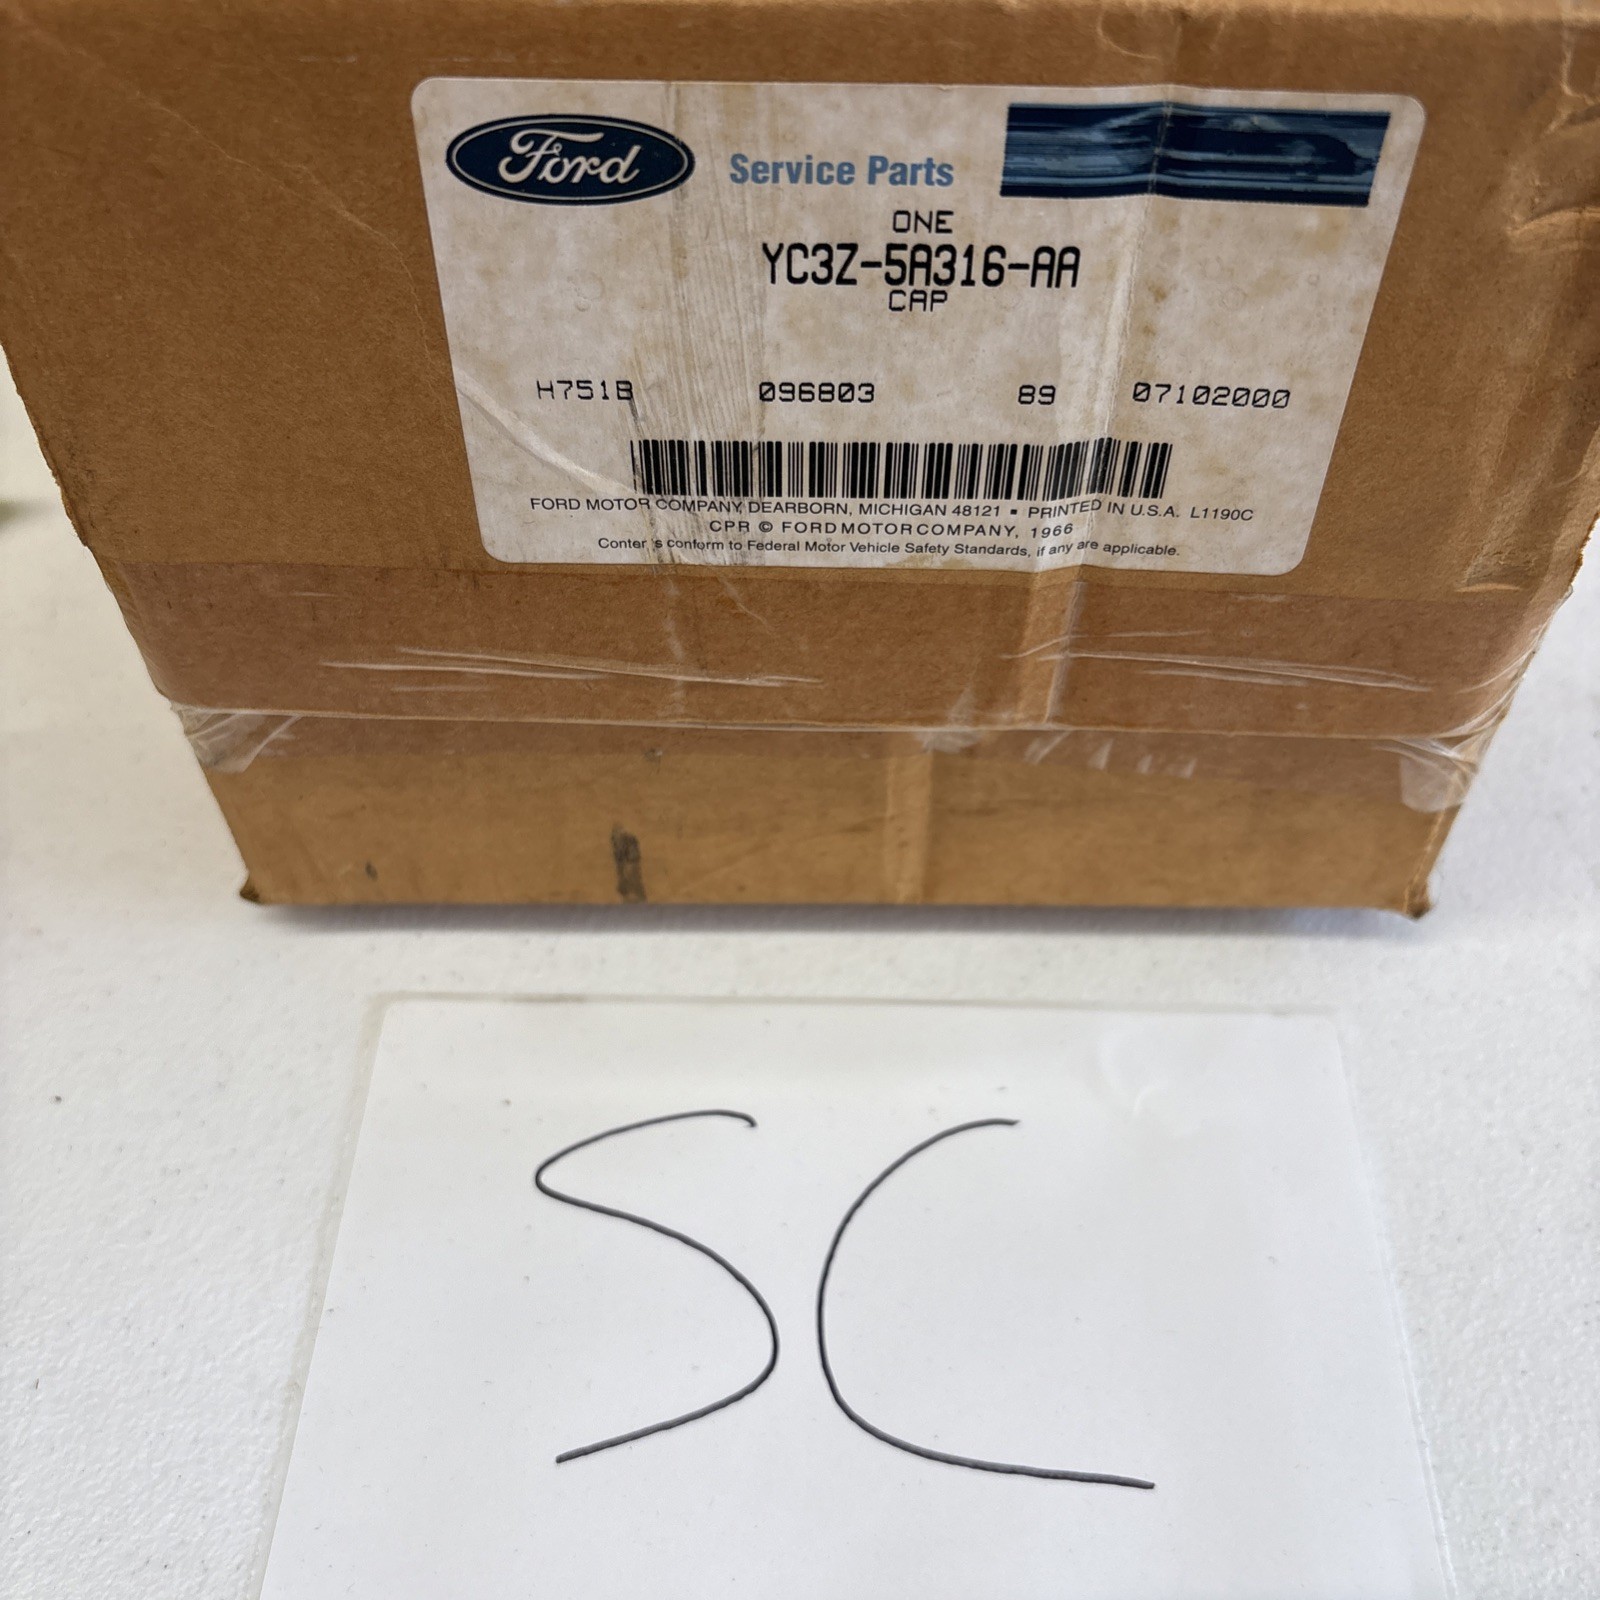 Ford Service Parts
ONE
YC3Z-5A316-AA
CAP
H751B 096803 89 07102000
FORD MOTOR COMPANY, DEARBORN, MICHIGAN 48121 ▪ PRINTED IN U.S.A. L1190C
CPR © FORD MOTOR COMPANY, 1966
Conter s conform to Federal Motor Vehicle Safety Standards, if any are applicable.
SC